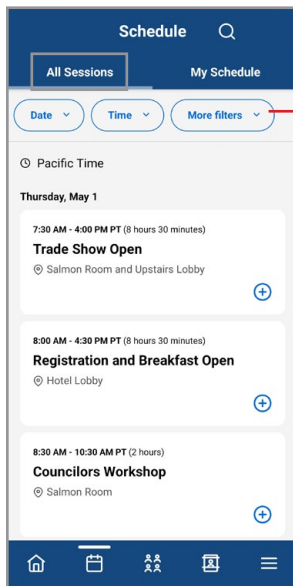 Schedule
All Sessions My Schedule
Date Time More filters
Pacific Time
Thursday, May 1
7:30 AM - 4:00 PM PT (8 hours 30 minutes)
Trade Show Open
Salmon Room and Upstairs Lobby
8:00 AM - 4:30 PM PT (8 hours 30 minutes)
Registration and Breakfast Open
Hotel Lobby
8:30 AM - 10:30 AM PT (2 hours)
Councilors Workshop
Salmon Room